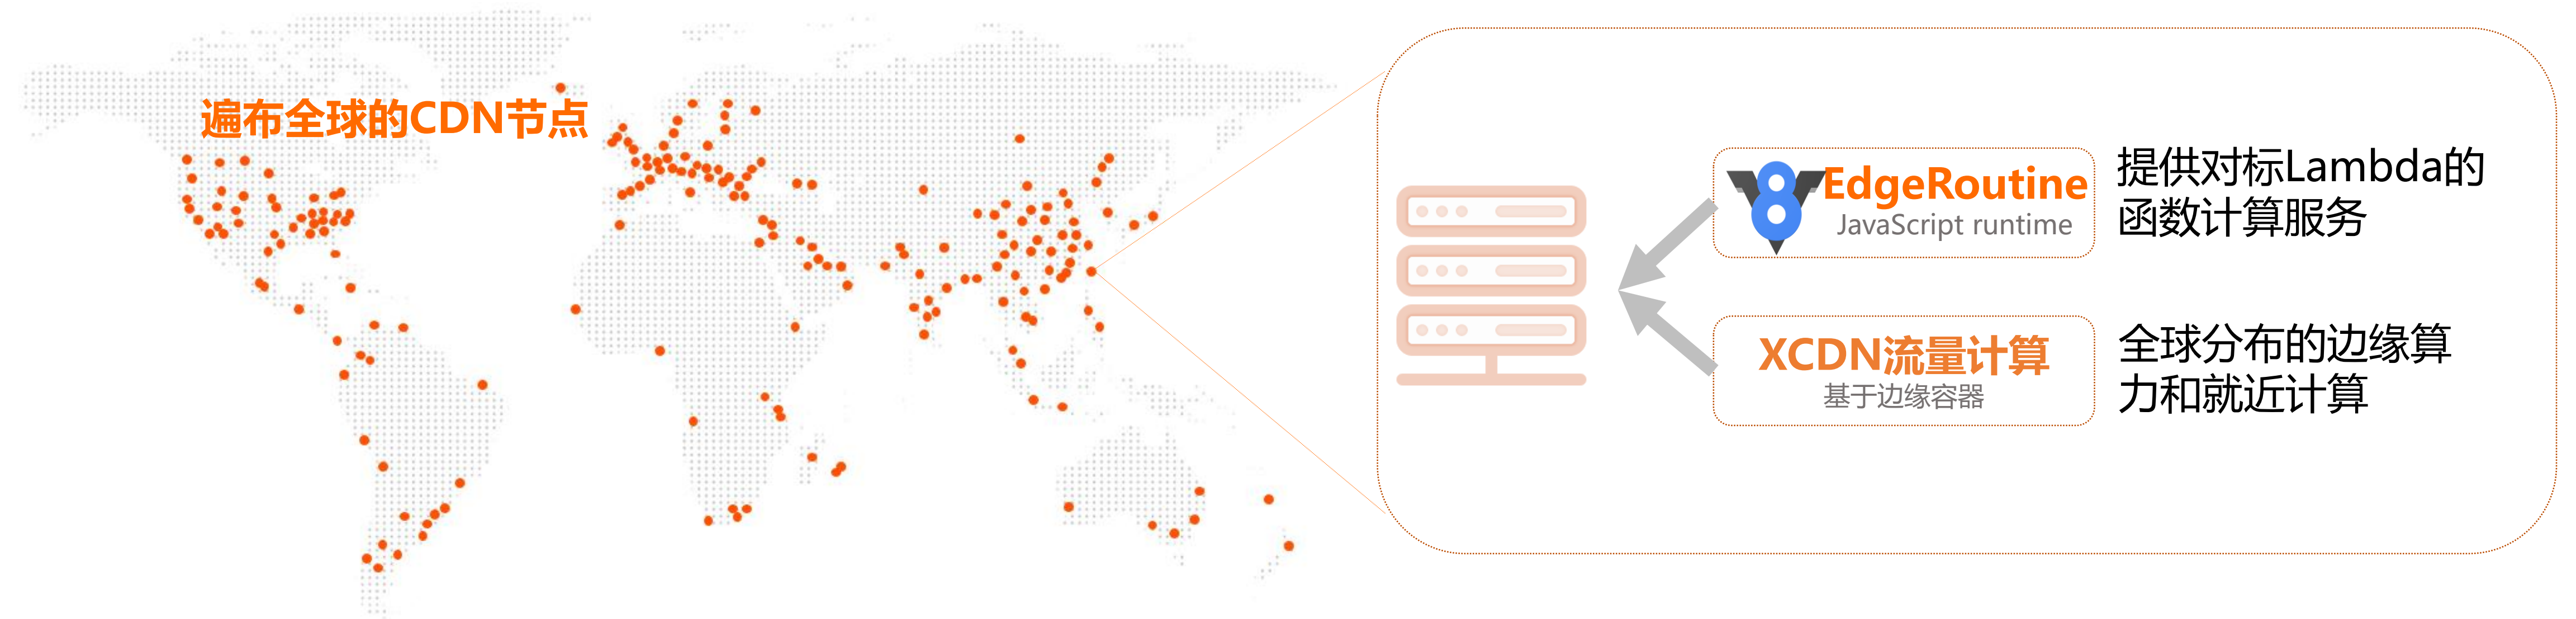 遍布全球的CDN节点
EdgeRoutine
JavaScript runtime
提供对标Lambda的
函数计算服务
XCDN流量计算
基于边缘容器
全球分布的边缘算
力和就近计算